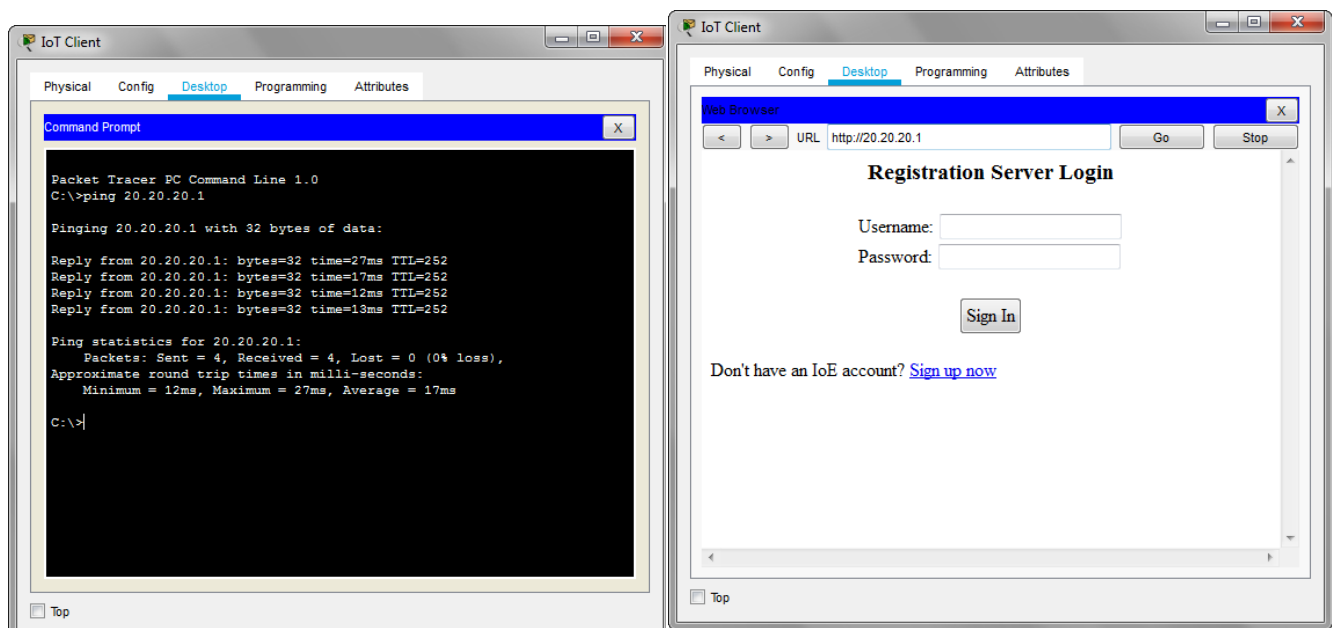 IoT Client
Physical Config Desktop Programming Attributes
Command Prompt X
Packet Tracer PC Command Line 1.0
C:\>ping 20.20.20.1
Pinging 20.20.20.1 with 32 bytes of data:
Reply from 20.20.20.1: bytes=32 time=27ms TTL=252
Reply from 20.20.20.1: bytes=32 time=17ms TTL=252
Reply from 20.20.20.1: bytes=32 time=12ms TTL=252
Reply from 20.20.20.1: bytes=32 time=13ms TTL=252
Ping statistics for 20.20.20.1:
Packets: Sent = 4, Received = 4, Lost = 0 (0% loss),
Approximate round trip times in milli-seconds:
Minimum = 12ms, Maximum = 27ms, Average = 17ms
C:\>
Top
IoT Client
Physical Config Desktop Programming Attributes
Web Browser X
< > URL http://20.20.20.1 Go Stop
Registration Server Login
Username:
Password:
Sign In
Don't have an IoE account? Sign up now
Top